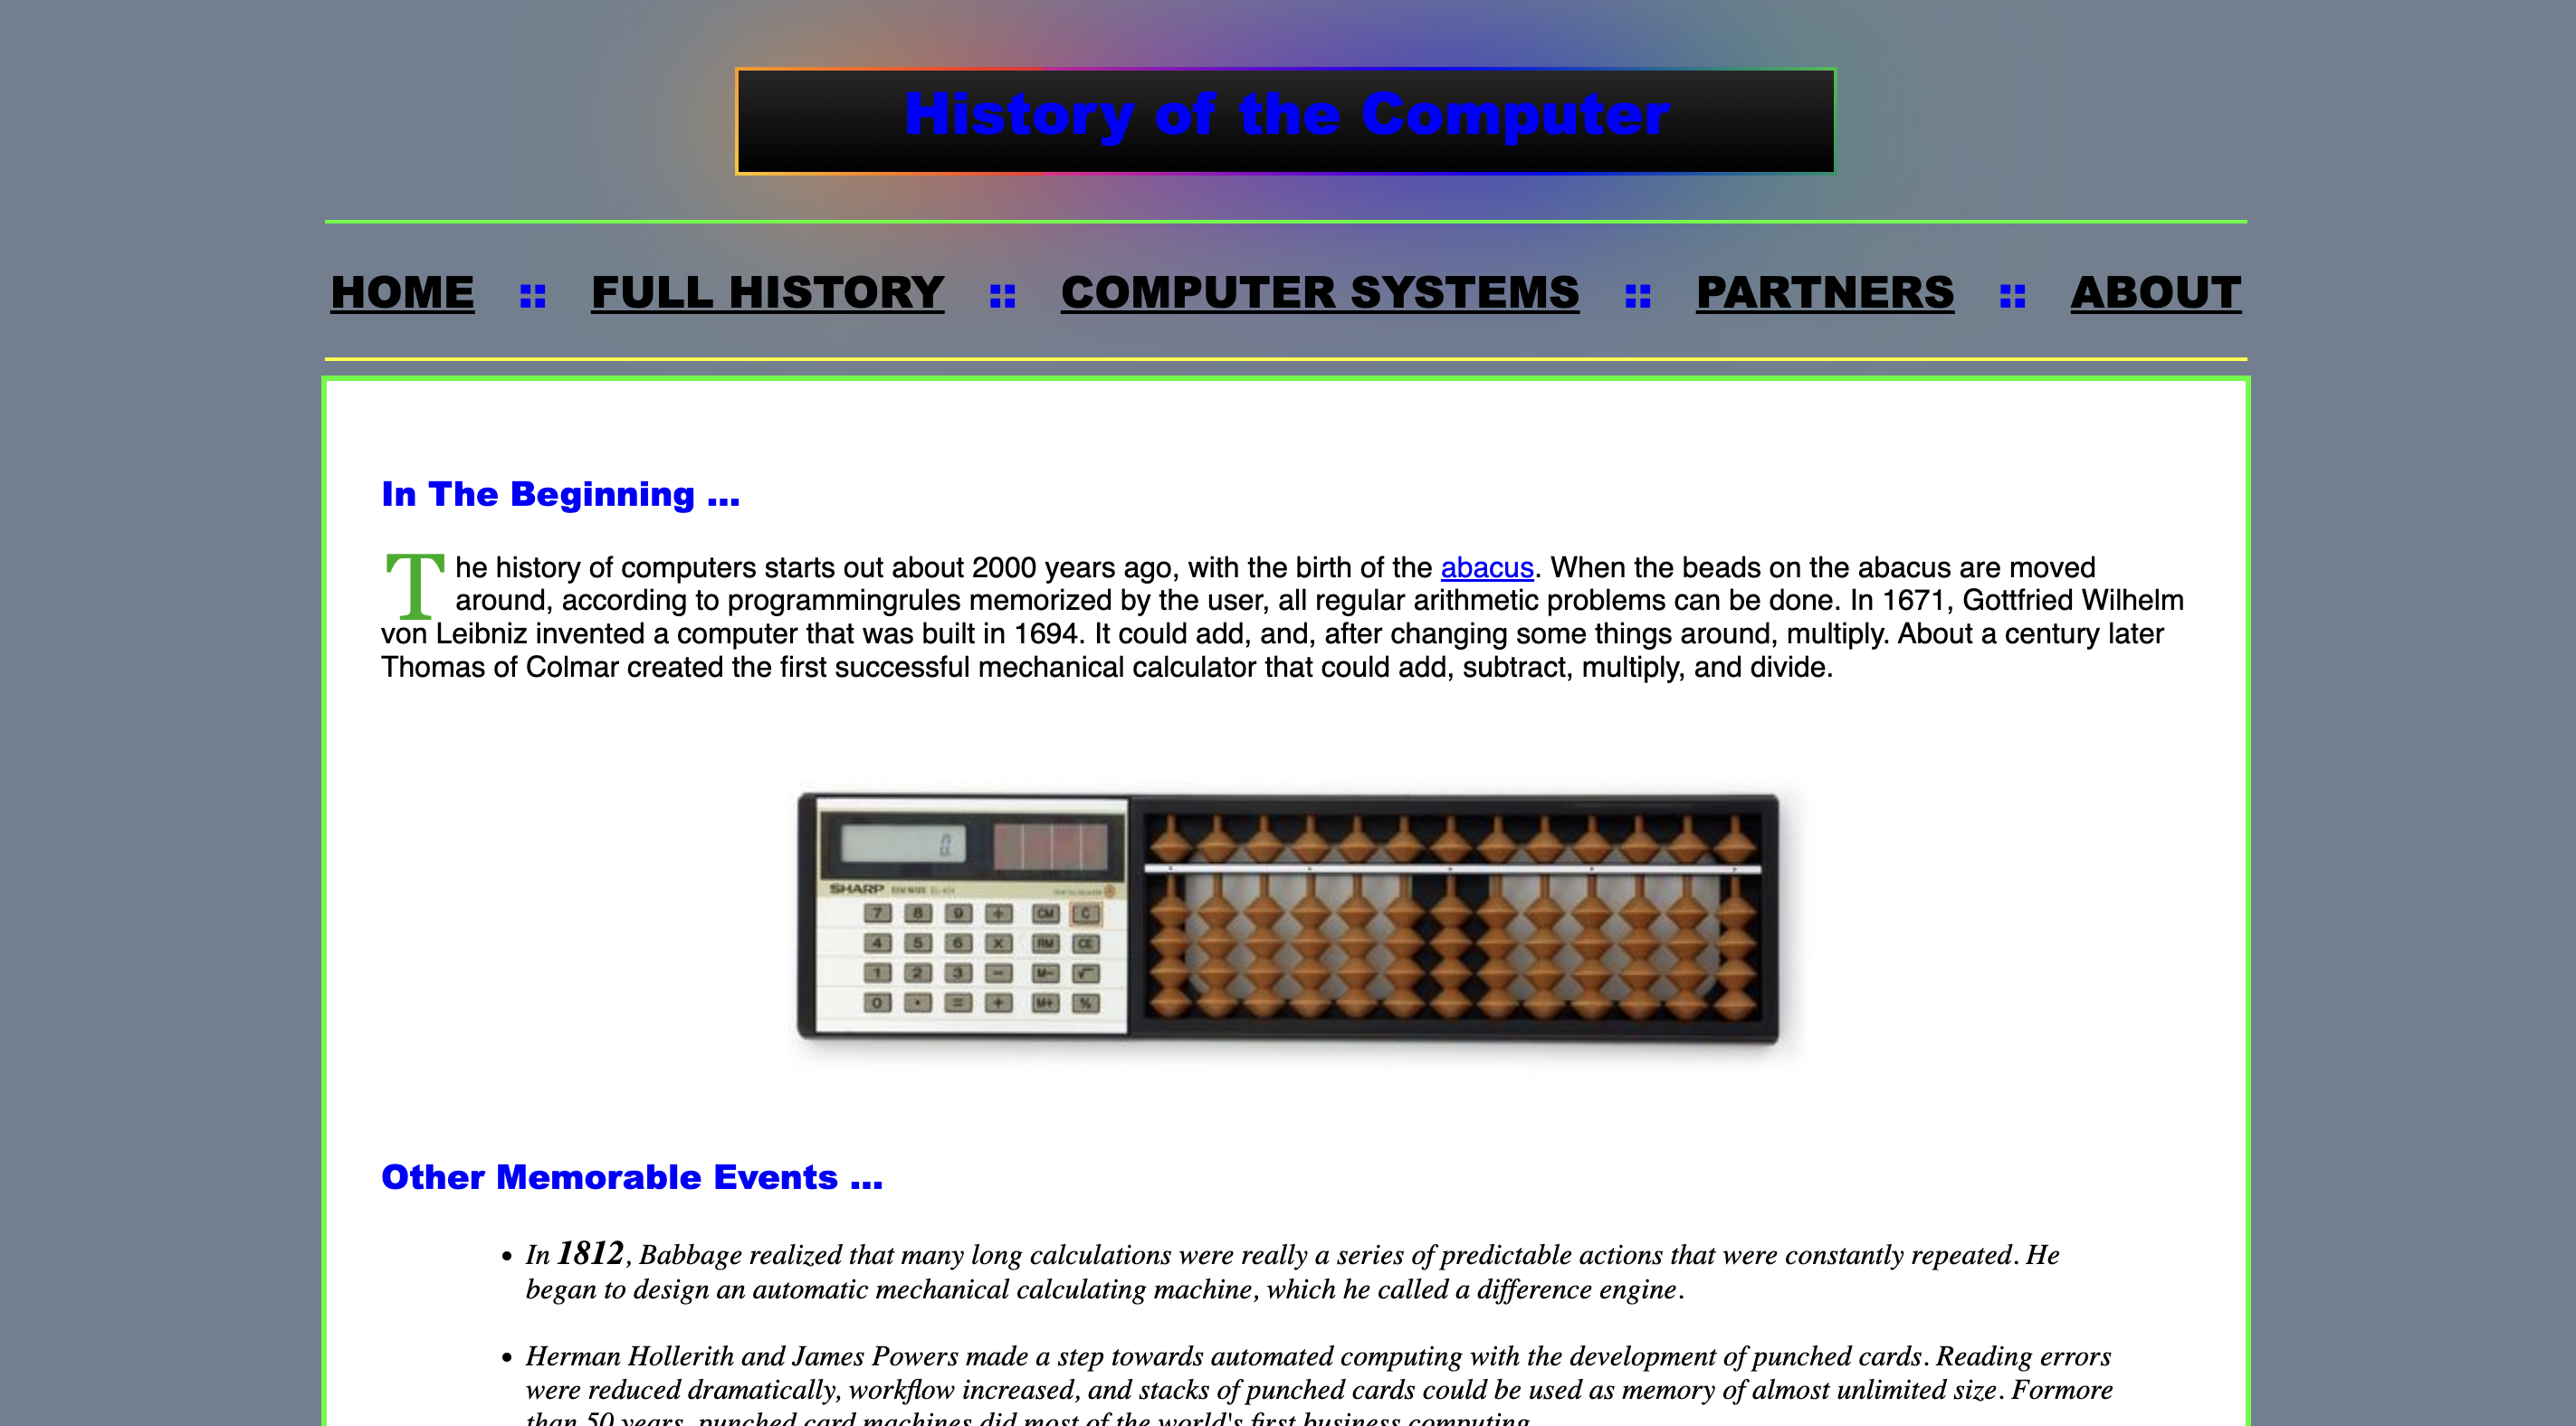 History of the Computer
HOME :: FULL HISTORY :: COMPUTER SYSTEMS :: PARTNERS :: ABOUT
In The Beginning ...
The history of computers starts out about 2000 years ago, with the birth of the abacus. When the beads on the abacus are moved
around, according to programmingrules memorized by the user, all regular arithmetic problems can be done. In 1671, Gottfried Wilhelm
von Leibniz invented a computer that was built in 1694. It could add, and, after changing some things around, multiply. About a century later
Thomas of Colmar created the first successful mechanical calculator that could add, subtract, multiply, and divide.
0
SHARP
7 8 9 ÷ CM C
4 5 6 X RM CE
1 2 3 - M- √
0 . = + M+ %
Other Memorable Events ...
• In 1812, Babbage realized that many long calculations were really a series of predictable actions that were constantly repeated. He
began to design an automatic mechanical calculating machine, which he called a difference engine.
• Herman Hollerith and James Powers made a step towards automated computing with the development of punched cards. Reading errors
were reduced dramatically, workflow increased, and stacks of punched cards could be used as memory of almost unlimited size. Formore
than 50 years, punched card machines did most of the world's first business computing.